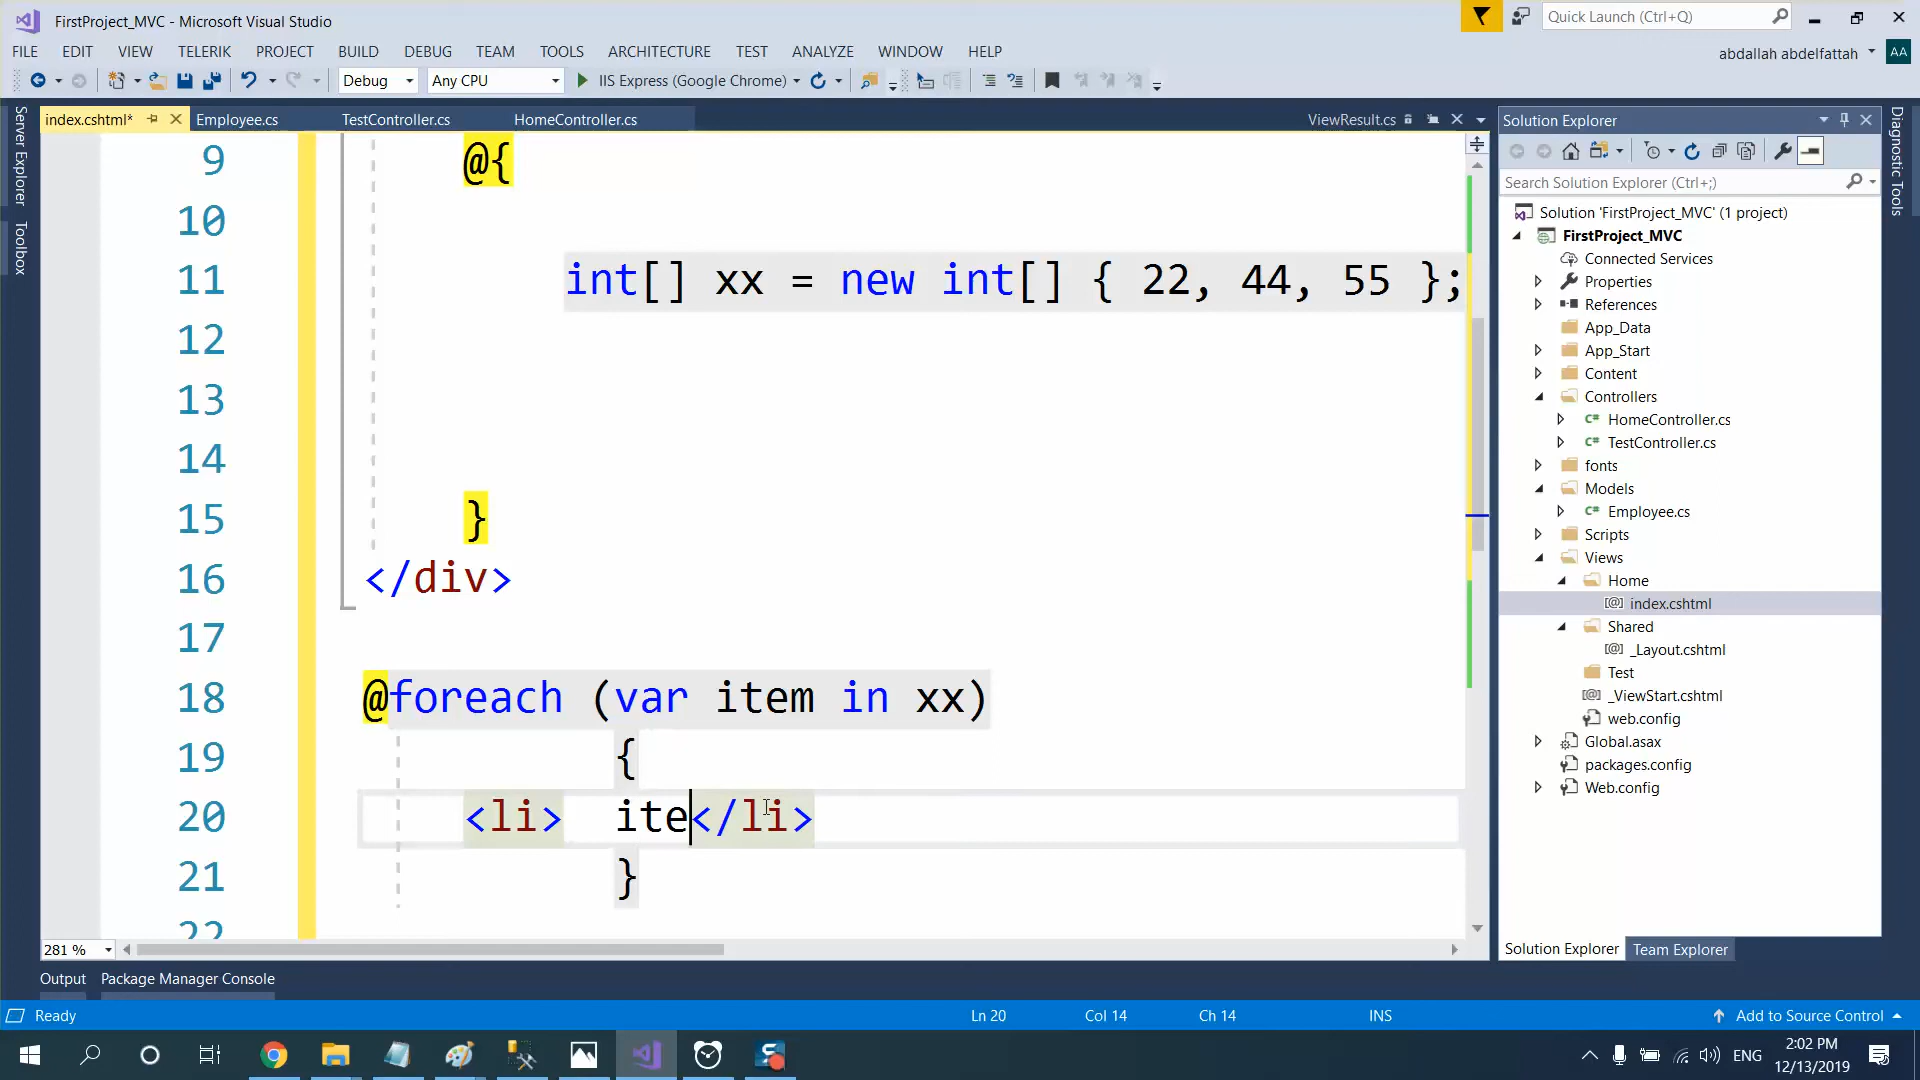 FirstProject_MVC - Microsoft Visual Studio
Quick Launch (Ctrl+Q)
FILE EDIT VIEW TELERIK PROJECT BUILD DEBUG TEAM TOOLS ARCHITECTURE TEST ANALYZE WINDOW HELP
abdallah abdelfattah AA
Debug Any CPU IIS Express (Google Chrome)
index.cshtml* Employee.cs TestController.cs HomeController.cs ViewResult.cs
Server Explorer
Toolbox
9 @{
10
11 int[] xx = new int[] { 22, 44, 55 };
12
13
14
15 }
16 </div>
17
18 @foreach (var item in xx)
19 {
20 <li> ite</li>
21 }
22
281 %
Solution Explorer
Search Solution Explorer (Ctrl+;)
Solution 'FirstProject_MVC' (1 project)
FirstProject_MVC
Connected Services
Properties
References
App_Data
App_Start
Content
Controllers
HomeController.cs
TestController.cs
fonts
Models
Employee.cs
Scripts
Views
Home
index.cshtml
Shared
_Layout.cshtml
Test
_ViewStart.cshtml
web.config
Global.asax
packages.config
Web.config
Solution Explorer Team Explorer
Diagnostic Tools
Output Package Manager Console
Ready Ln 20 Col 14 Ch 14 INS Add to Source Control
ENG 2:02 PM
12/13/2019